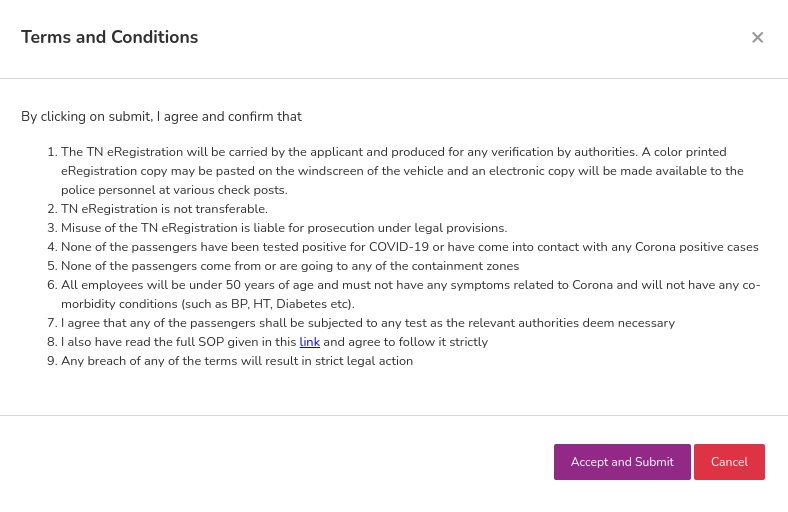 Terms and Conditions
×
By clicking on submit, I agree and confirm that
1. The TN eRegistration will be carried by the applicant and produced for any verification by authorities. A color printed
eRegistration copy may be pasted on the windscreen of the vehicle and an electronic copy will be made available to the
police personnel at various check posts.
2. TN eRegistration is not transferable.
3. Misuse of the TN eRegistration is liable for prosecution under legal provisions.
4. None of the passengers have been tested positive for COVID-19 or have come into contact with any Corona positive cases
5. None of the passengers come from or are going to any of the containment zones
6. All employees will be under 50 years of age and must not have any symptoms related to Corona and will not have any co-
morbidity conditions (such as BP, HT, Diabetes etc).
7. I agree that any of the passengers shall be subjected to any test as the relevant authorities deem necessary
8. I also have read the full SOP given in this link and agree to follow it strictly
9. Any breach of any of the terms will result in strict legal action
Accept and Submit Cancel